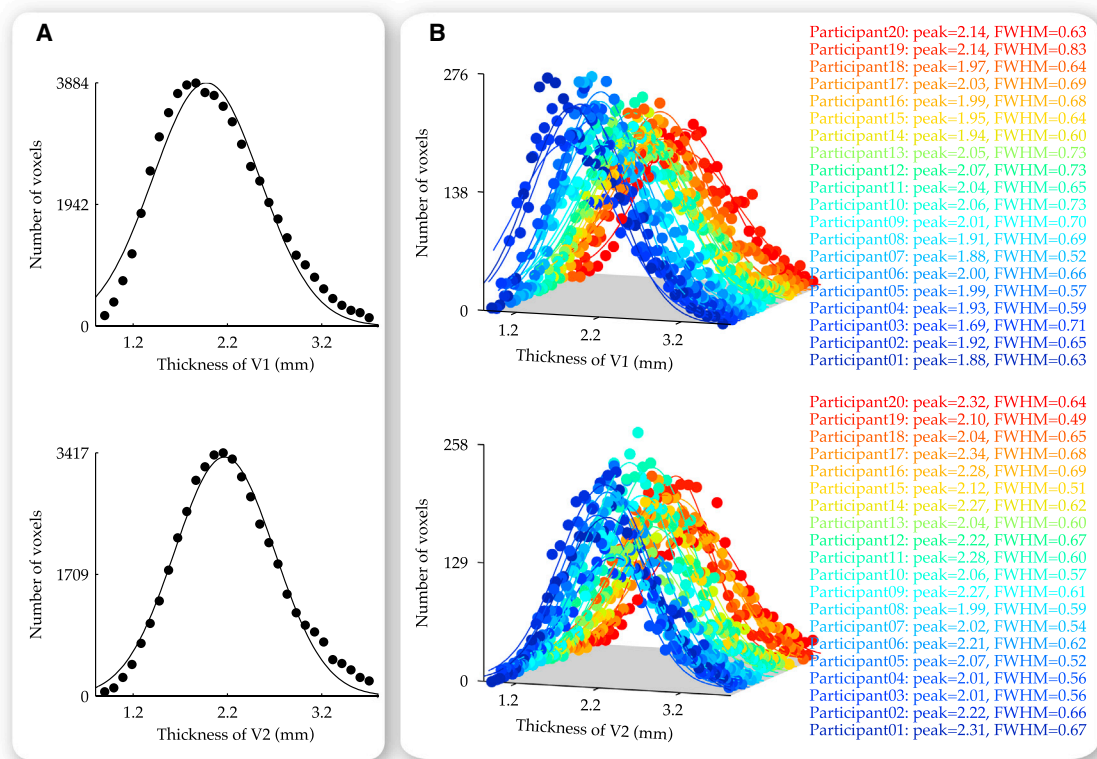 A
3884
1942
0
Number of voxels
1.2
2.2
3.2
Thickness of V1 (mm)
3417
1709
0
Number of voxels
1.2
2.2
3.2
Thickness of V2 (mm)
B
276
138
0
Number of voxels
1.2
2.2
3.2
Thickness of V1 (mm)
Participant20: peak=2.14, FWHM=0.63
Participant19: peak=2.14, FWHM=0.83
Participant18: peak=1.97, FWHM=0.64
Participant17: peak=2.03, FWHM=0.69
Participant16: peak=1.99, FWHM=0.68
Participant15: peak=1.95, FWHM=0.64
Participant14: peak=1.94, FWHM=0.60
Participant13: peak=2.05, FWHM=0.73
Participant12: peak=2.07, FWHM=0.73
Participant11: peak=2.04, FWHM=0.65
Participant10: peak=2.06, FWHM=0.73
Participant09: peak=2.01, FWHM=0.70
Participant08: peak=1.91, FWHM=0.69
Participant07: peak=1.88, FWHM=0.52
Participant06: peak=2.00, FWHM=0.66
Participant05: peak=1.99, FWHM=0.57
Participant04: peak=1.93, FWHM=0.59
Participant03: peak=1.69, FWHM=0.71
Participant02: peak=1.92, FWHM=0.65
Participant01: peak=1.88, FWHM=0.63
258
129
0
Number of voxels
1.2
2.2
3.2
Thickness of V2 (mm)
Participant20: peak=2.32, FWHM=0.64
Participant19: peak=2.10, FWHM=0.49
Participant18: peak=2.04, FWHM=0.65
Participant17: peak=2.34, FWHM=0.68
Participant16: peak=2.28, FWHM=0.69
Participant15: peak=2.12, FWHM=0.51
Participant14: peak=2.27, FWHM=0.62
Participant13: peak=2.04, FWHM=0.60
Participant12: peak=2.22, FWHM=0.67
Participant11: peak=2.28, FWHM=0.60
Participant10: peak=2.06, FWHM=0.57
Participant09: peak=2.27, FWHM=0.61
Participant08: peak=1.99, FWHM=0.59
Participant07: peak=2.02, FWHM=0.54
Participant06: peak=2.21, FWHM=0.62
Participant05: peak=2.07, FWHM=0.52
Participant04: peak=2.01, FWHM=0.56
Participant03: peak=2.01, FWHM=0.56
Participant02: peak=2.22, FWHM=0.66
Participant01: peak=2.31, FWHM=0.67